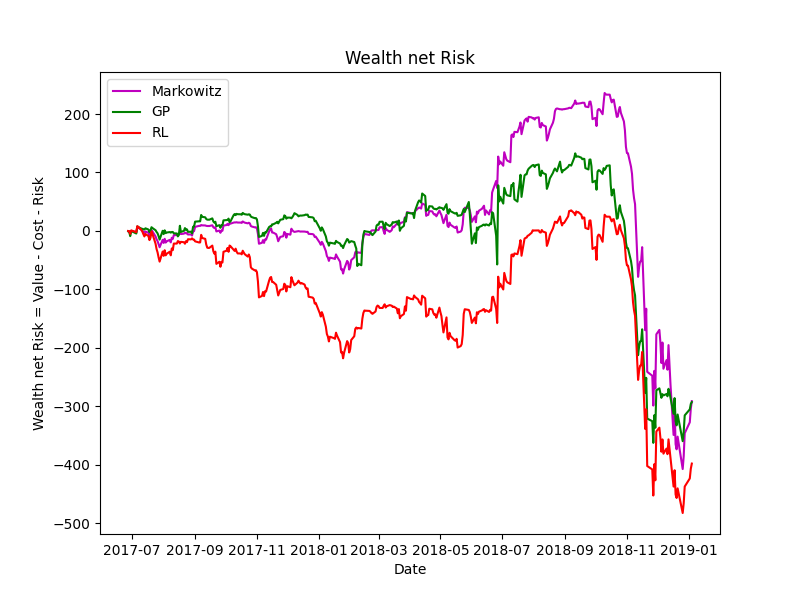 Wealth net Risk
Markowitz
GP
RL
Wealth net Risk = Value - Cost - Risk
200
100
0
−100
−200
−300
−400
−500
2017-07 2017-09 2017-11 2018-01 2018-03 2018-05 2018-07 2018-09 2018-11 2019-01
Date